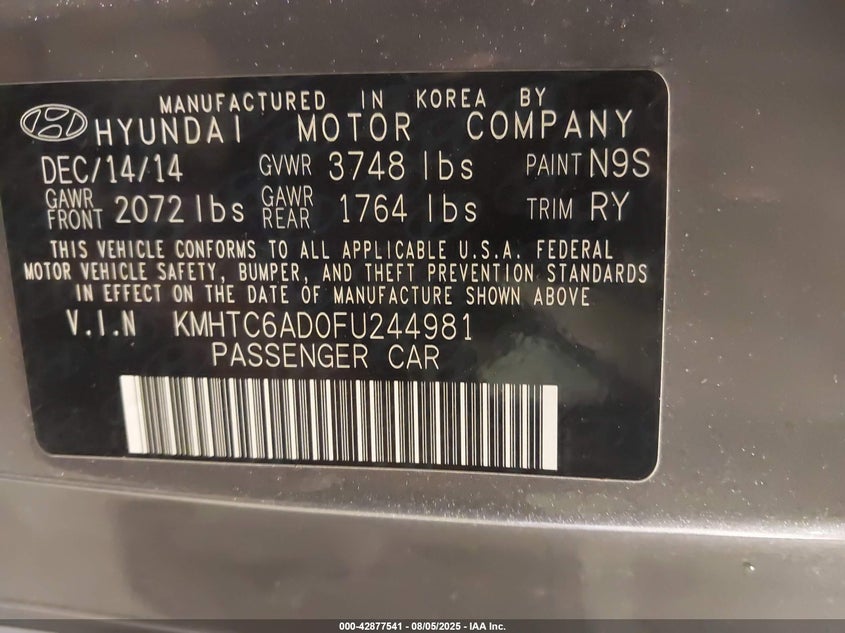 MANUFACTURED IN KOREA BY
HYUNDAI MOTOR COMPANY
DEC/14/14 GVWR 3748 lbs PAINT N9S
GAWR FRONT 2072 lbs GAWR REAR 1764 lbs TRIM RY
THIS VEHICLE CONFORMS TO ALL APPLICABLE U.S.A. FEDERAL
MOTOR VEHICLE SAFETY, BUMPER, AND THEFT PREVENTION STANDARDS
IN EFFECT ON THE DATE OF MANUFACTURE SHOWN ABOVE
V.I.N KMHTC6AD0FU244981
PASSENGER CAR
000-42877541 - 08/05/2025 - IAA Inc.